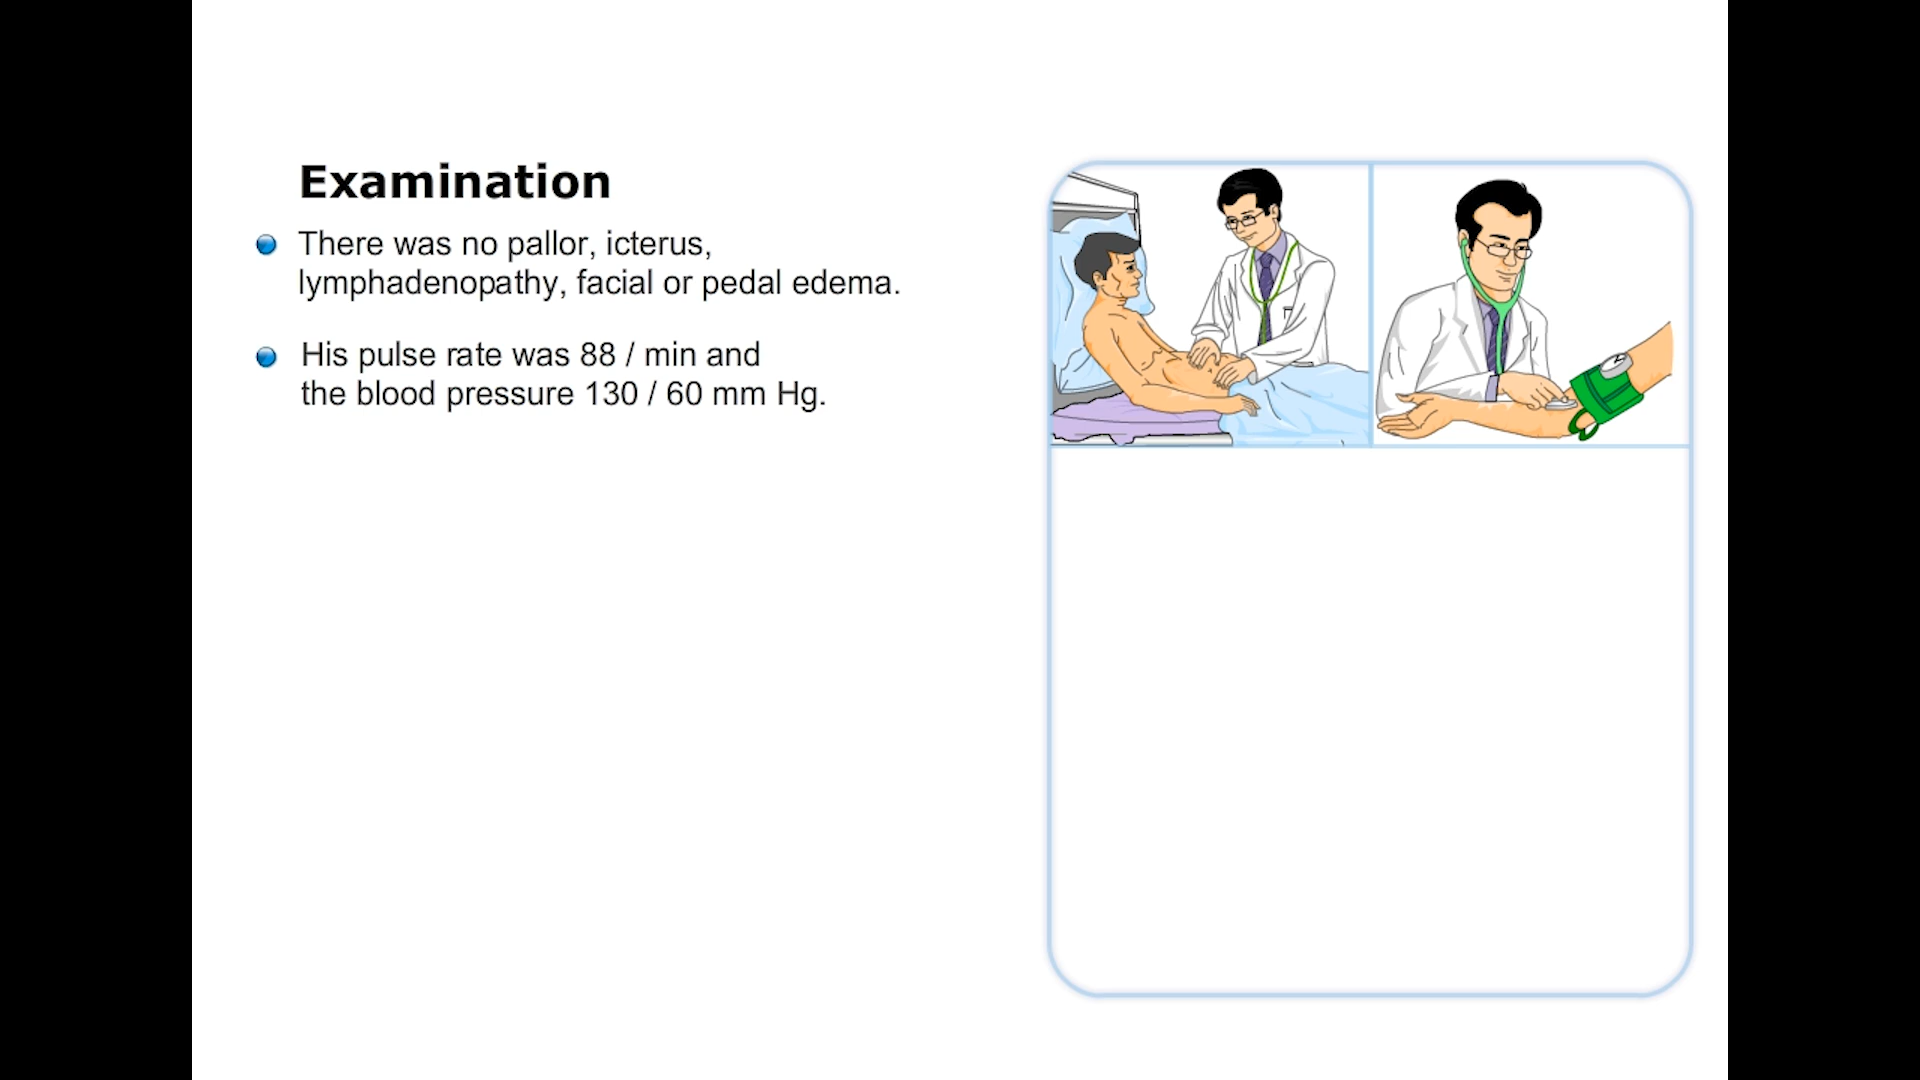 Examination
There was no pallor, icterus,
lymphadenopathy, facial or pedal edema.
His pulse rate was 88 / min and
the blood pressure 130 / 60 mm Hg.